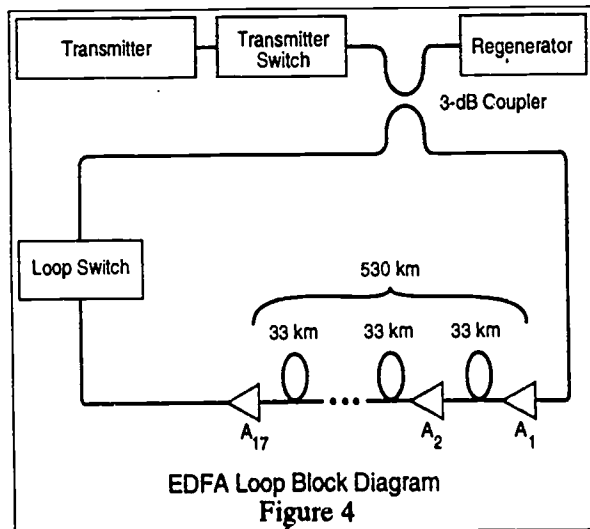 Transmitter
Transmitter
Switch
Regenerator
3-dB Coupler
Loop Switch
530 km
33 km 33 km 33 km
A17 A2 A1
EDFA Loop Block Diagram
Figure 4